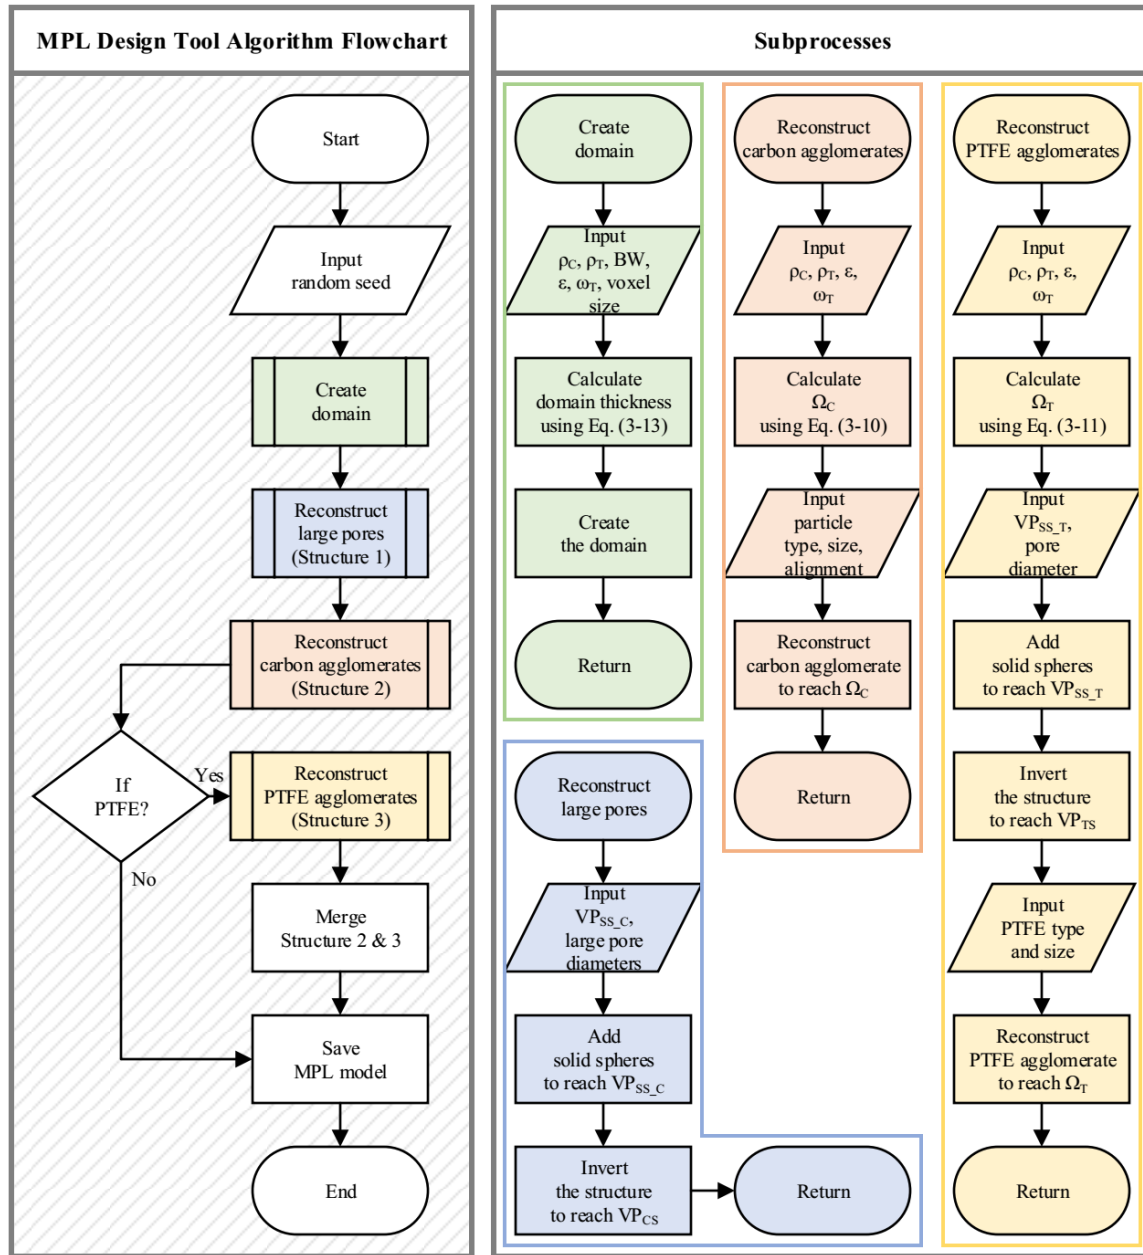 MPL Design Tool Algorithm Flowchart
Start
Input
random seed
Create
domain
Reconstruct
large pores
(Structure 1)
Reconstruct
carbon agglomerates
(Structure 2)
If
PTFE?
Yes
No
Reconstruct
PTFE agglomerates
(Structure 3)
Merge
Structure 2 & 3
Save
MPL model
End
Subprocesses
Create
domain
Input
ρC, ρT, BW,
ε, ωT, voxel
size
Calculate
domain thickness
using Eq. (3-13)
Create
the domain
Return
Reconstruct
large pores
Input
VPSS_C,
large pore
diameters
Add
solid spheres
to reach VPSS_C
Invert
the structure
to reach VPCS
Return
Reconstruct
carbon agglomerates
Input
ρC, ρT, ε,
ωT
Calculate
ΩC
using Eq. (3-10)
Input
particle
type, size,
alignment
Reconstruct
carbon agglomerate
to reach ΩC
Return
Reconstruct
PTFE agglomerates
Input
ρC, ρT, ε,
ωT
Calculate
ΩT
using Eq. (3-11)
Input
VPSS_T,
pore
diameter
Add
solid spheres
to reach VPSS_T
Invert
the structure
to reach VPTS
Input
PTFE type
and size
Reconstruct
PTFE agglomerate
to reach ΩT
Return